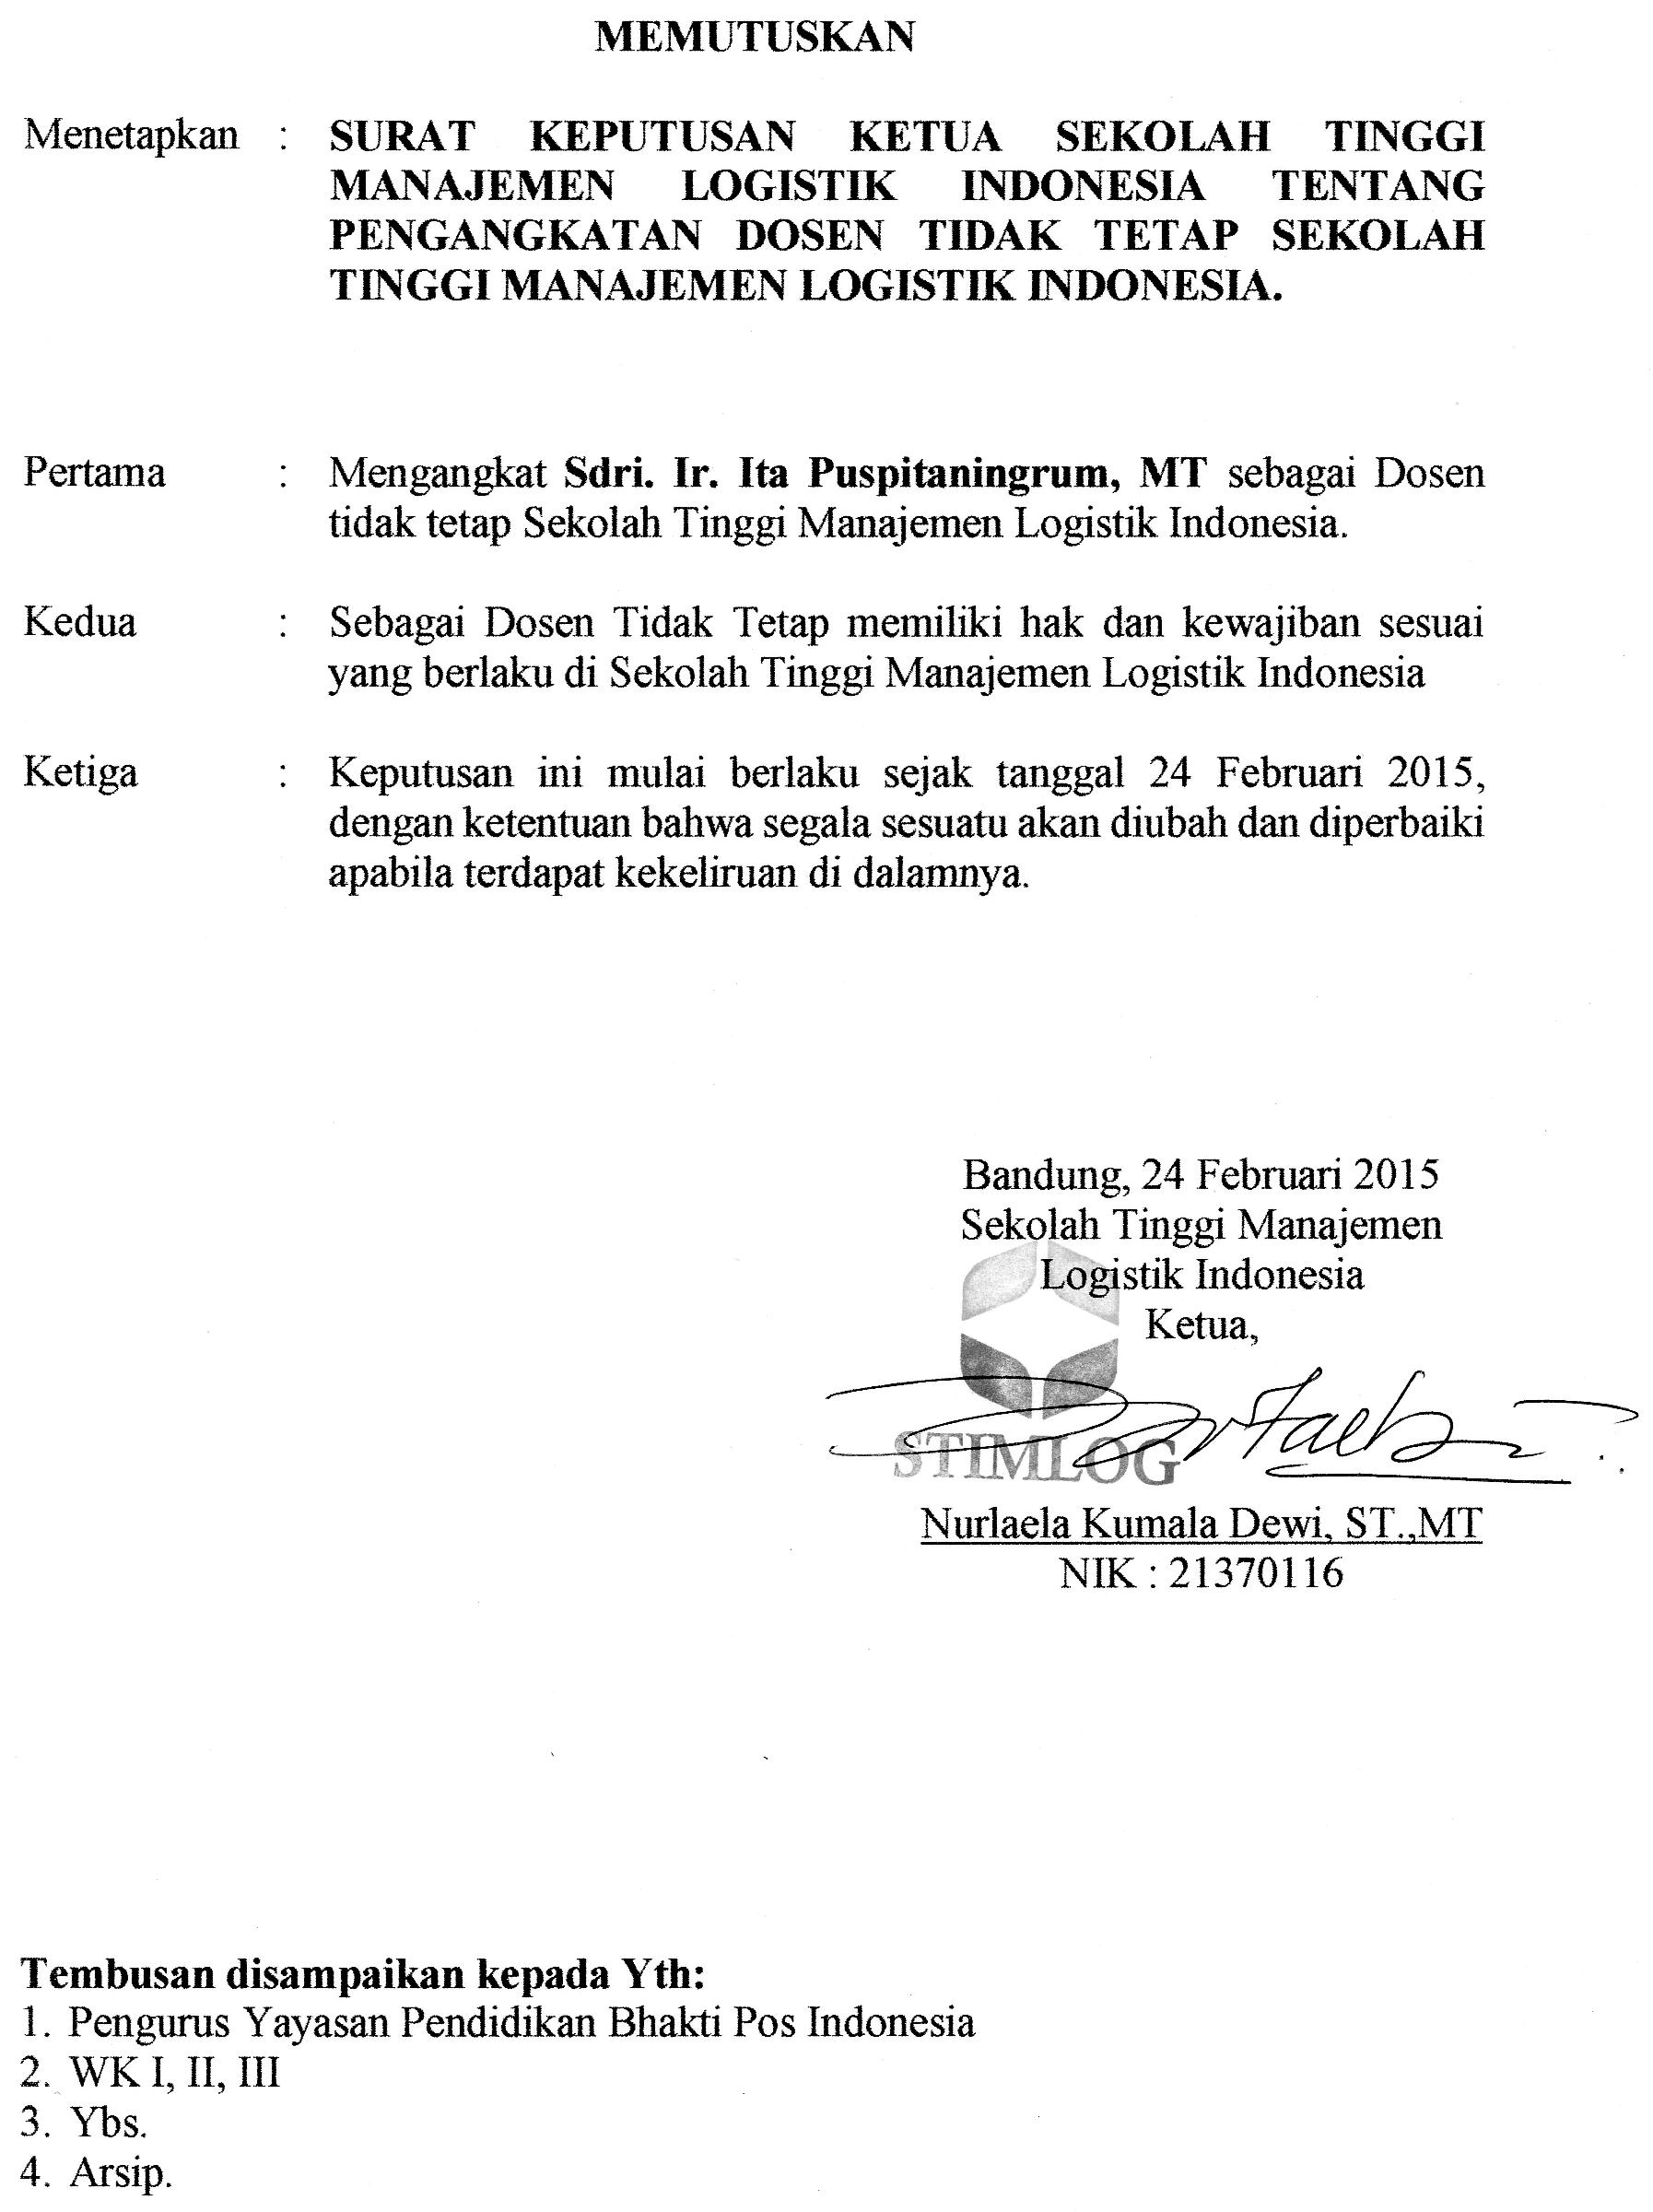 MEMUTUSKAN
Menetapkan : SURAT KEPUTUSAN KETUA SEKOLAH TINGGI
MANAJEMEN LOGISTIK INDONESIA TENTANG
PENGANGKATAN DOSEN TIDAK TETAP SEKOLAH
TINGGI MANAJEMEN LOGISTIK INDONESIA.
Pertama : Mengangkat Sdri. Ir. Ita Puspitaningrum, MT sebagai Dosen
tidak tetap Sekolah Tinggi Manajemen Logistik Indonesia.
Kedua : Sebagai Dosen Tidak Tetap memiliki hak dan kewajiban sesuai
yang berlaku di Sekolah Tinggi Manajemen Logistik Indonesia
Ketiga : Keputusan ini mulai berlaku sejak tanggal 24 Februari 2015,
dengan ketentuan bahwa segala sesuatu akan diubah dan diperbaiki
apabila terdapat kekeliruan di dalamnya.
Bandung, 24 Februari 2015
Sekolah Tinggi Manajemen
Logistik Indonesia
Ketua,
STIMLOG
Nurlaela Kumala Dewi, ST.,MT
NIK : 21370116
Tembusan disampaikan kepada Yth:
1. Pengurus Yayasan Pendidikan Bhakti Pos Indonesia
2. WK I, II, III
3. Ybs.
4. Arsip.